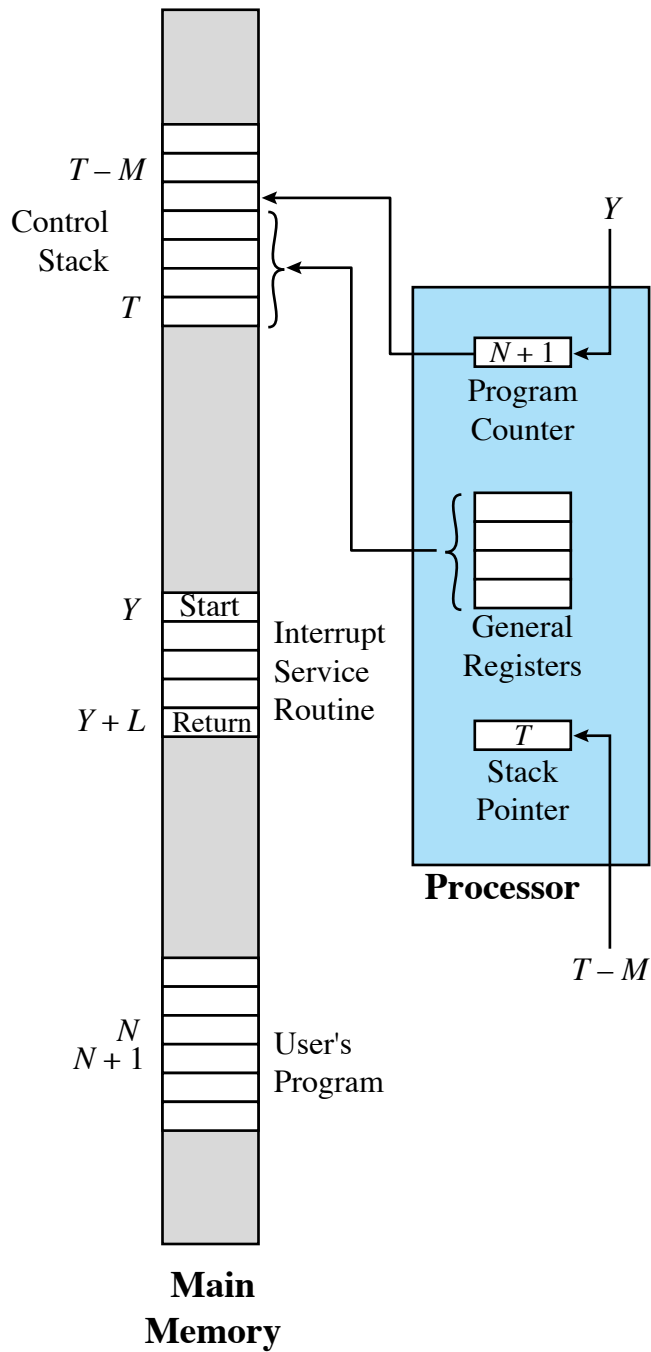 T – M
Control
Stack
T
Y
Start
Interrupt
Service
Routine
Y + L
Return
N
N + 1
User's
Program
Main
Memory
Y
N + 1
Program
Counter
General
Registers
T
Stack
Pointer
Processor
T – M